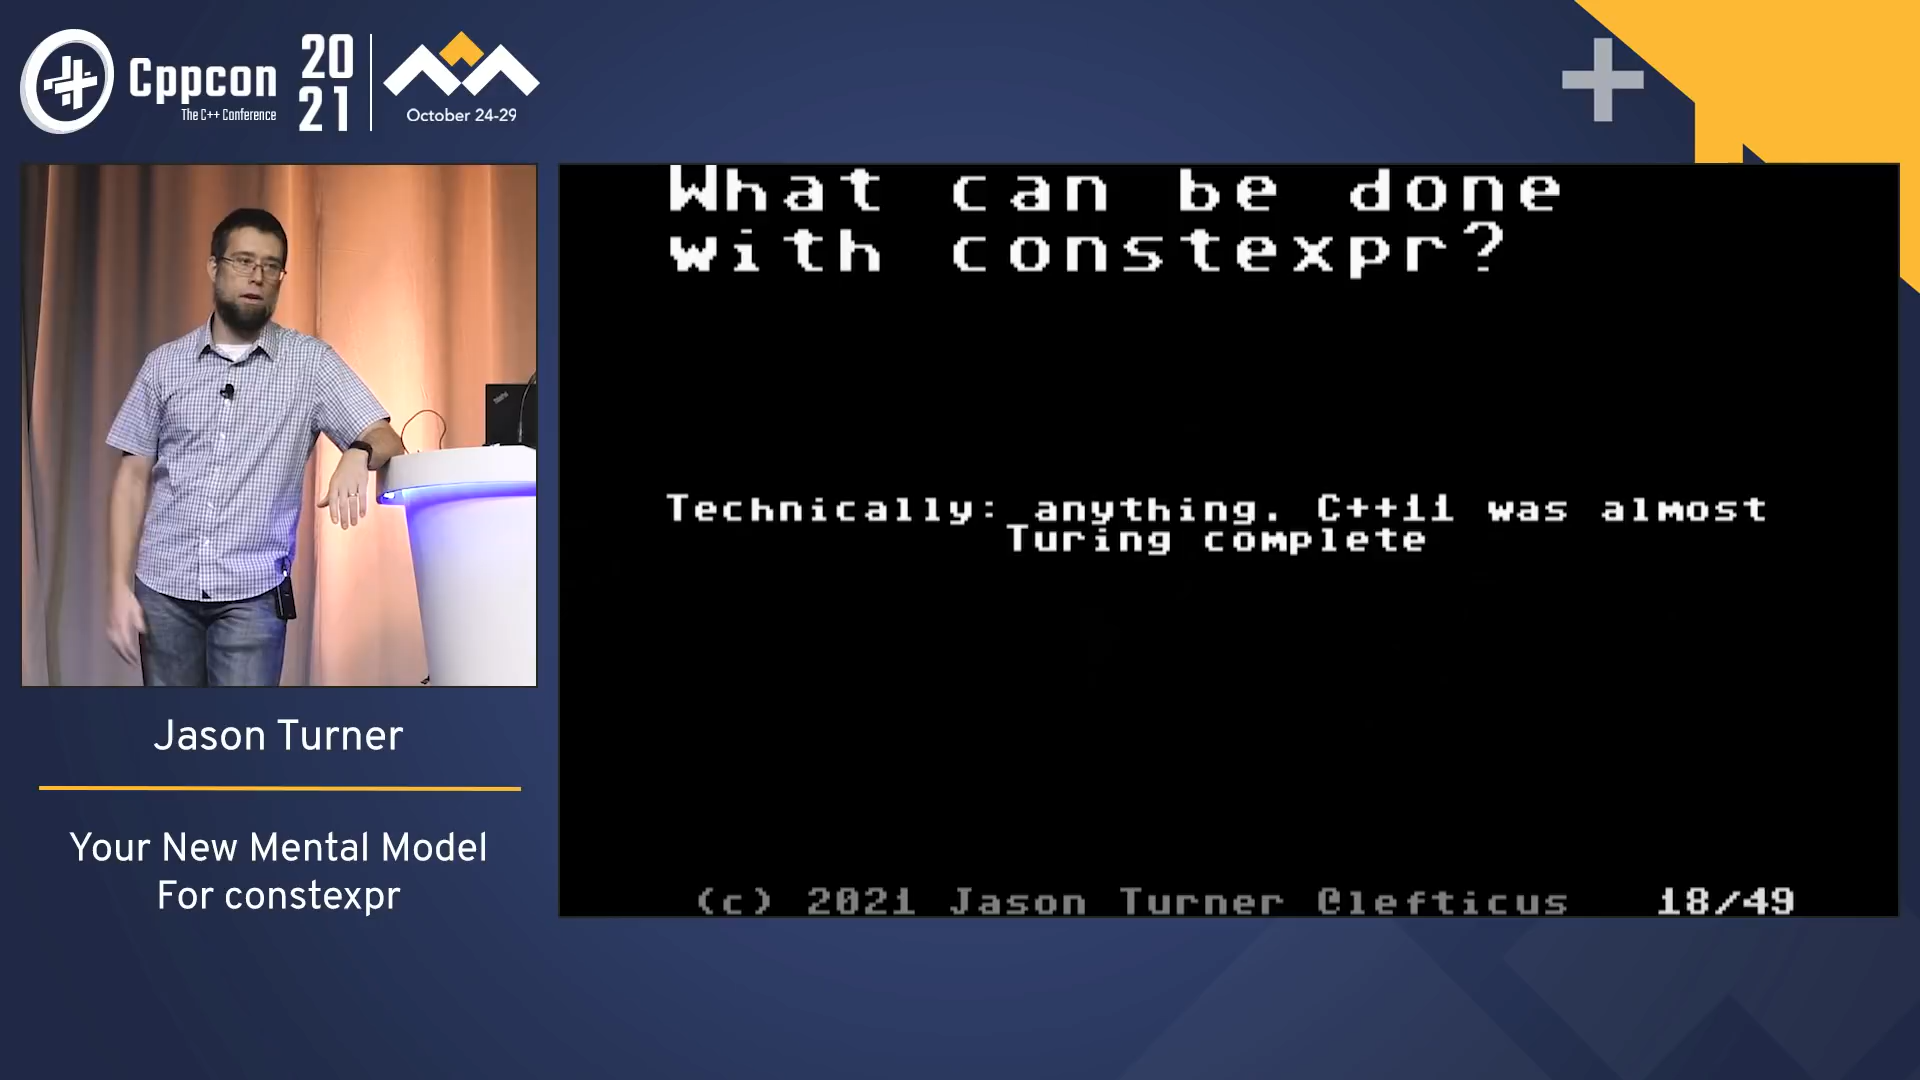 Cppcon
The C++ Conference
20
21
October 24-29
What can be done
with constexpr?
Technically: anything. C++11 was almost
Turing complete
(c) 2021 Jason Turner @lefticus 18/49
Jason Turner
Your New Mental Model
For constexpr